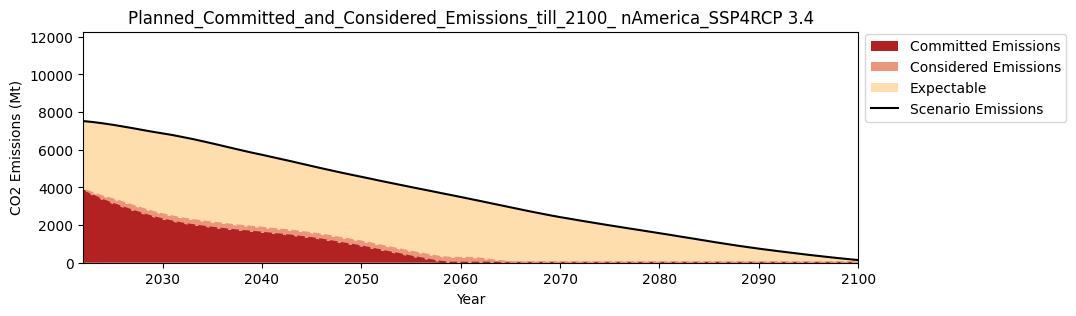 Planned_Committed_and_Considered_Emissions_till_2100_ nAmerica_SSP4RCP 3.4
12000
10000
8000
6000
4000
2000
0
CO2 Emissions (Mt)
2030
2040
2050
2060
2070
2080
2090
2100
Year
Committed Emissions
Considered Emissions
Expectable
Scenario Emissions